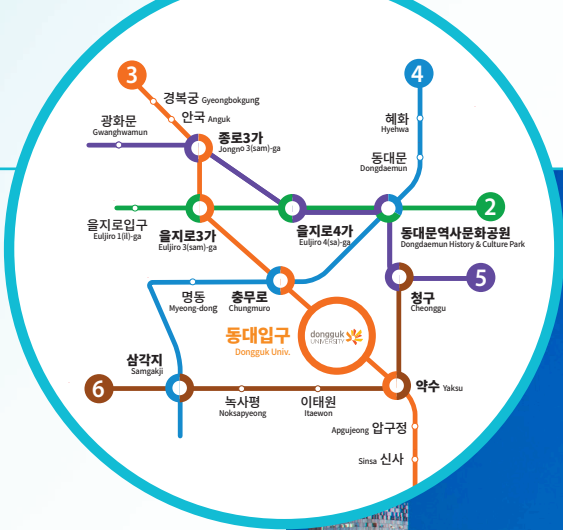 3
4
경복궁 Gyeongbokgung
안국 Anguk
광화문
Gwanghwamun
종로3가
Jongno 3(sam)-ga
혜화
Hyehwa
동대문
Dongdaemun
2
을지로입구
Euljiro 1(il)-ga
을지로3가
Euljiro 3(sam)-ga
을지로4가
Euljiro 4(sa)-ga
동대문역사문화공원
Dongdaemun History & Culture Park
5
명동
Myeong-dong
충무로
Chungmuro
청구
Cheonggu
동대입구
Dongguk Univ.
dongguk
UNIVERSITY
삼각지
Samgakji
6
녹사평
Noksapyeong
이태원
Itaewon
약수 Yaksu
Apgujeong 압구정
Sinsa 신사